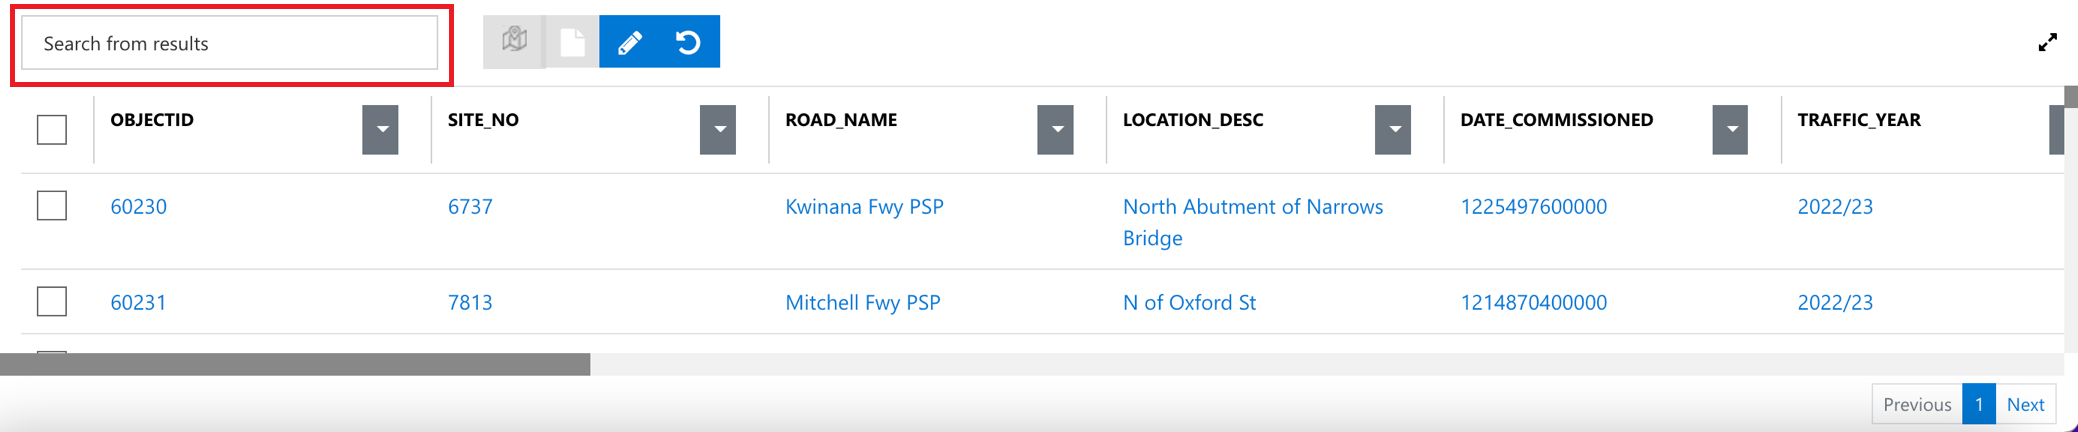 Search from results
OBJECTID SITE_NO ROAD_NAME LOCATION_DESC DATE_COMMISSIONED TRAFFIC_YEAR
60230 6737 Kwinana Fwy PSP North Abutment of Narrows 1225497600000 2022/23
Bridge
60231 7813 Mitchell Fwy PSP N of Oxford St 1214870400000 2022/23
Previous 1 Next